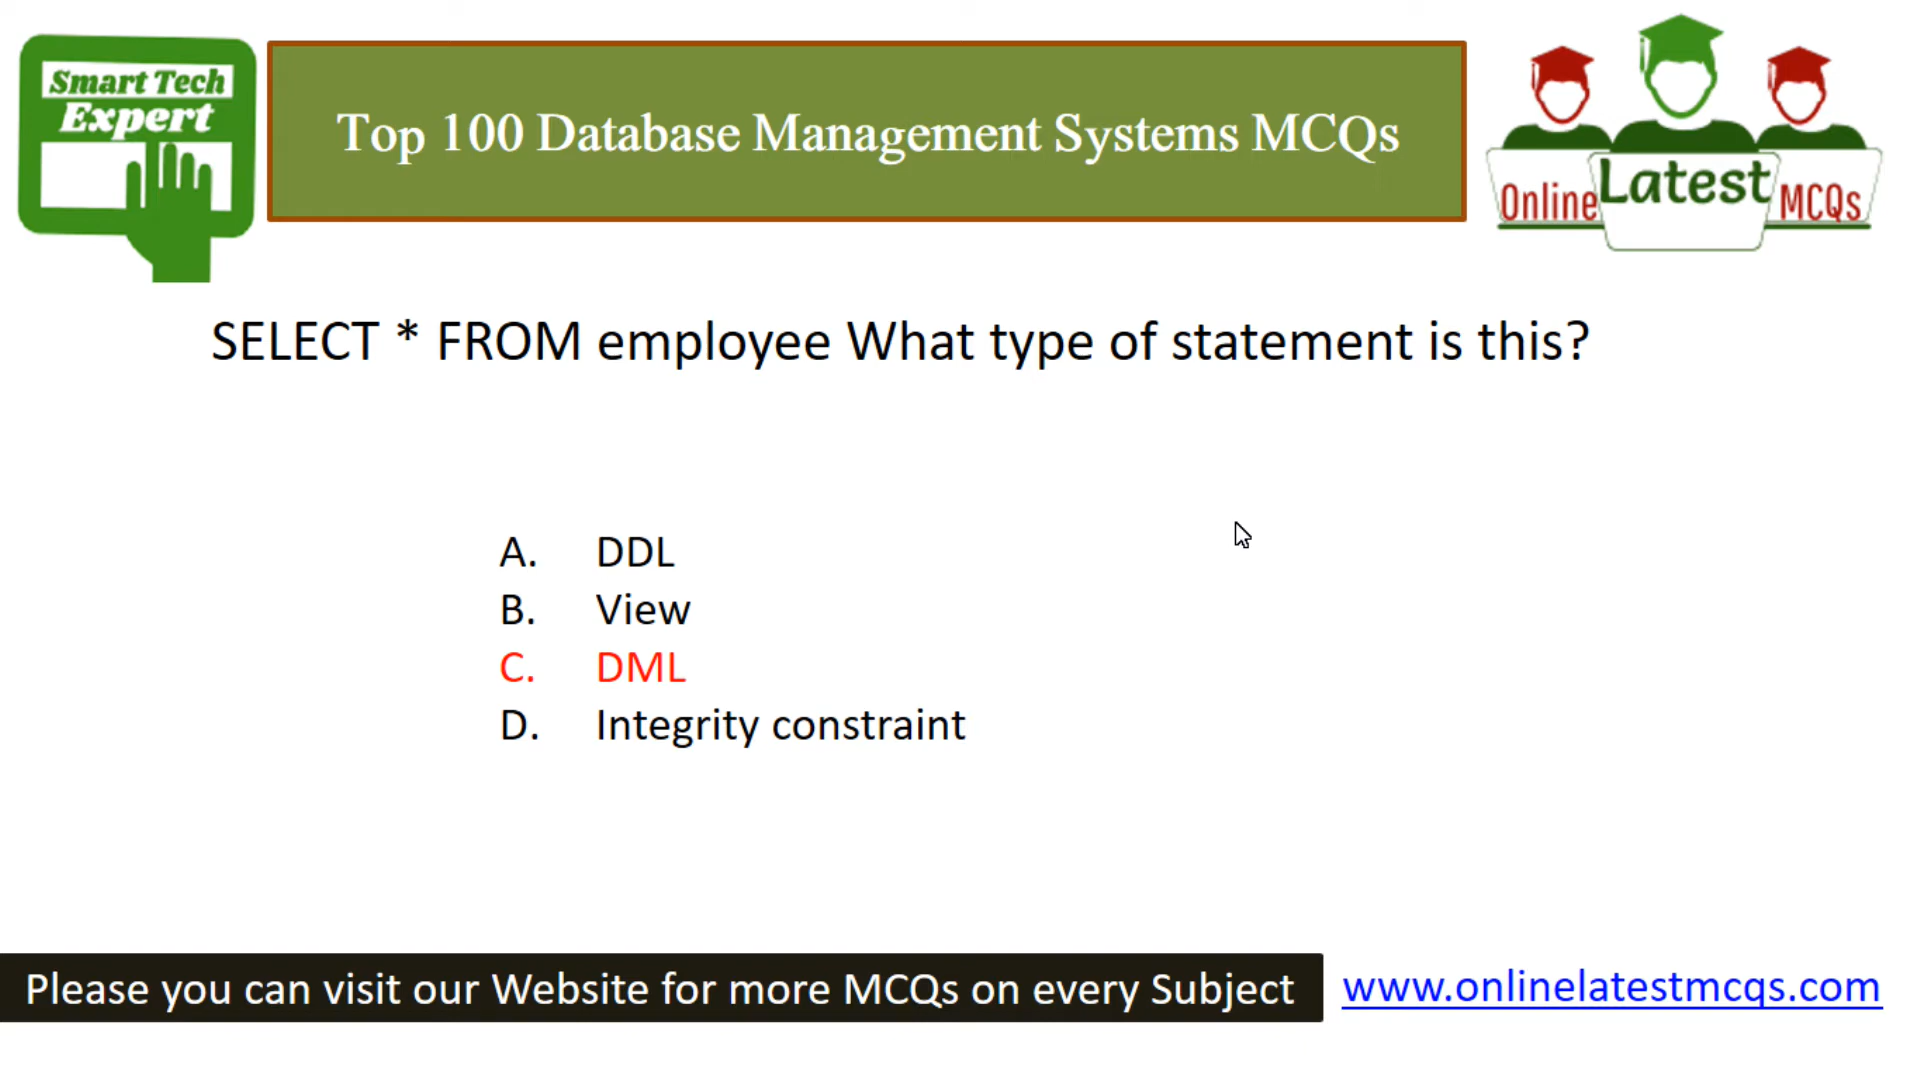 Smart Tech
Expert
Top 100 Database Management Systems MCQs
Online Latest MCQs
SELECT * FROM employee What type of statement is this?
A. DDL
B. View
C. DML
D. Integrity constraint
Please you can visit our Website for more MCQs on every Subject
www.onlinelatestmcqs.com